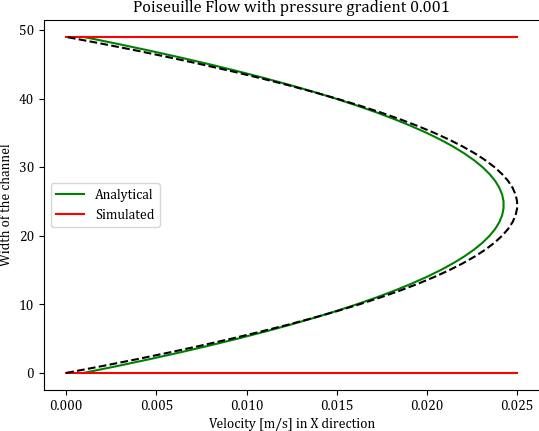 Poiseuille Flow with pressure gradient 0.001
50
40
30
20
10
0
Width of the channel
Analytical
Simulated
0.000 0.005 0.010 0.015 0.020 0.025
Velocity [m/s] in X direction